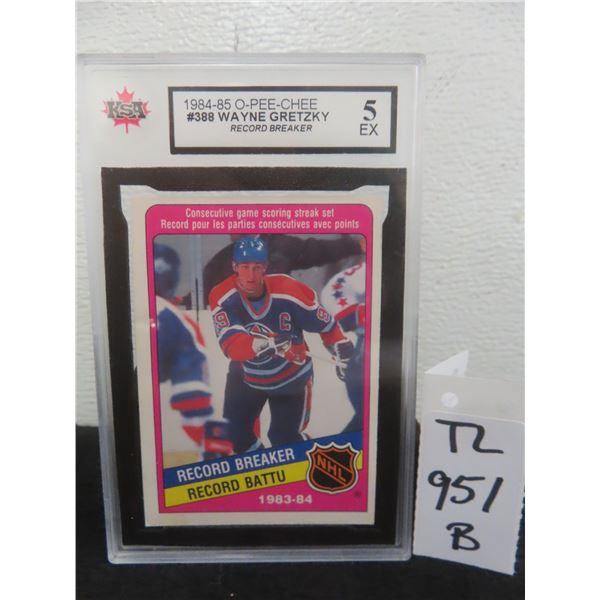 KSA
1984-85 O-PEE-CHEE
#388 WAYNE GRETZKY
RECORD BREAKER
5
EX
Consecutive game scoring streak set
Record pour les parties consécutives avec points
C
RECORD BREAKER
RECORD BATTU
NHL
1983-84
TL
951
B